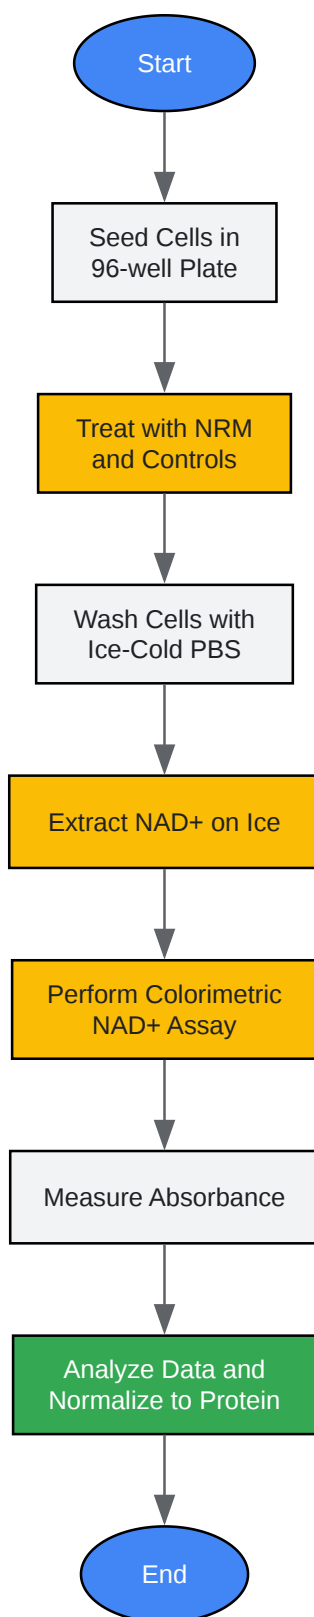 Start
Seed Cells in
96-well Plate
Treat with NRM
and Controls
Wash Cells with
Ice-Cold PBS
Extract NAD+ on Ice
Perform Colorimetric
NAD+ Assay
Measure Absorbance
Analyze Data and
Normalize to Protein
End